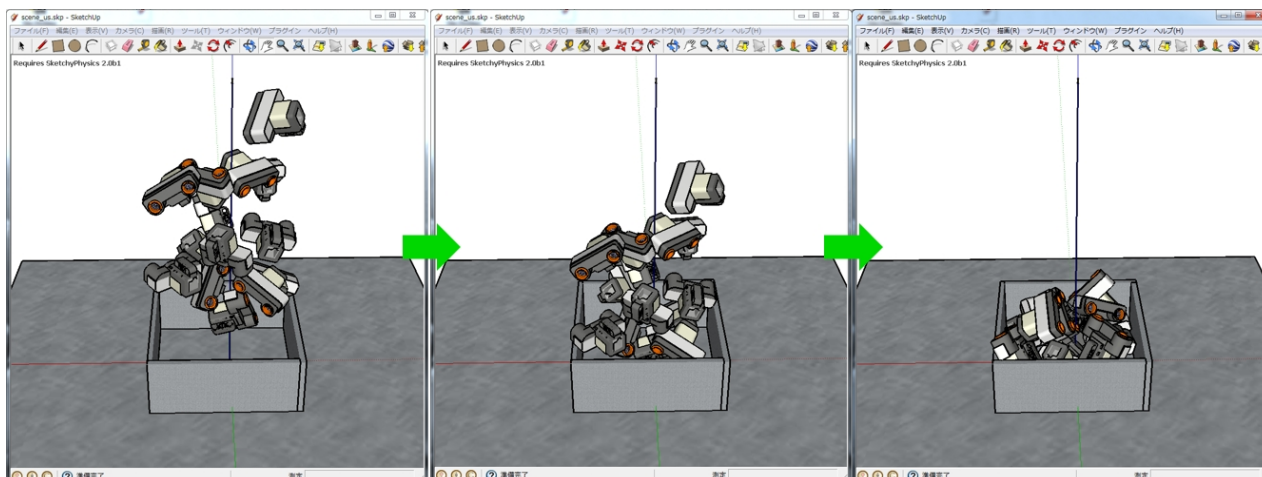 scene_us.skp - SketchUp
ファイル(F) 編集(E) 表示(V) カメラ(C) 描画(R) ツール(T) ウィンドウ(W) プラグイン ヘルプ(H)
Requires SketchyPhysics 2.0b1
準備完了
測定
scene_us.skp - SketchUp
ファイル(F) 編集(E) 表示(V) カメラ(C) 描画(R) ツール(T) ウィンドウ(W) プラグイン ヘルプ(H)
Requires SketchyPhysics 2.0b1
準備完了
測定
scene_us.skp - SketchUp
ファイル(F) 編集(E) 表示(V) カメラ(C) 描画(R) ツール(T) ウィンドウ(W) プラグイン ヘルプ(H)
Requires SketchyPhysics 2.0b1
準備完了
測定